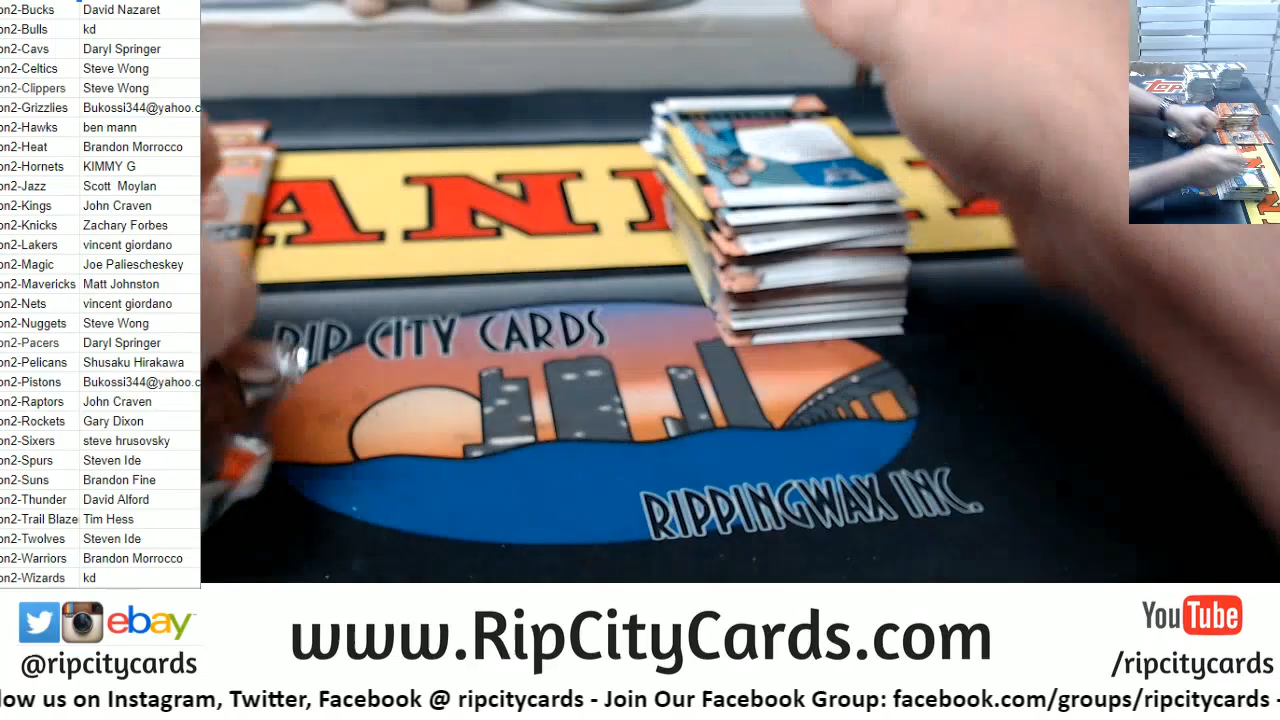 on2-Bucks David Nazaret
on2-Bulls kd
on2-Cavs Daryl Springer
on2-Celtics Steve Wong
on2-Clippers Steve Wong
on2-Grizzlies Bukossi344@yahoo.c
on2-Hawks ben mann
on2-Heat Brandon Morrocco
on2-Hornets KIMMY G
on2-Jazz Scott Moylan
on2-Kings John Craven
on2-Knicks Zachary Forbes
on2-Lakers vincent giordano
on2-Magic Joe Paliescheskey
on2-Mavericks Matt Johnston
on2-Nets vincent giordano
on2-Nuggets Steve Wong
on2-Pacers Daryl Springer
on2-Pelicans Shusaku Hirakawa
on2-Pistons Bukossi344@yahoo.c
on2-Raptors John Craven
on2-Rockets Gary Dixon
on2-Sixers steve hrusovsky
on2-Spurs Steven Ide
on2-Suns Brandon Fine
on2-Thunder David Alford
on2-Trail Blaze Tim Hess
on2-Twolves Steven Ide
on2-Warriors Brandon Morrocco
on2-Wizards kd
ANI
RIP CITY CARDS
RIPPINGWAX INC.
ebay
@ripcitycards
www.RipCityCards.com
YouTube
/ripcitycards
low us on Instagram, Twitter, Facebook @ ripcitycards - Join Our Facebook Group: facebook.com/groups/ripcitycards -